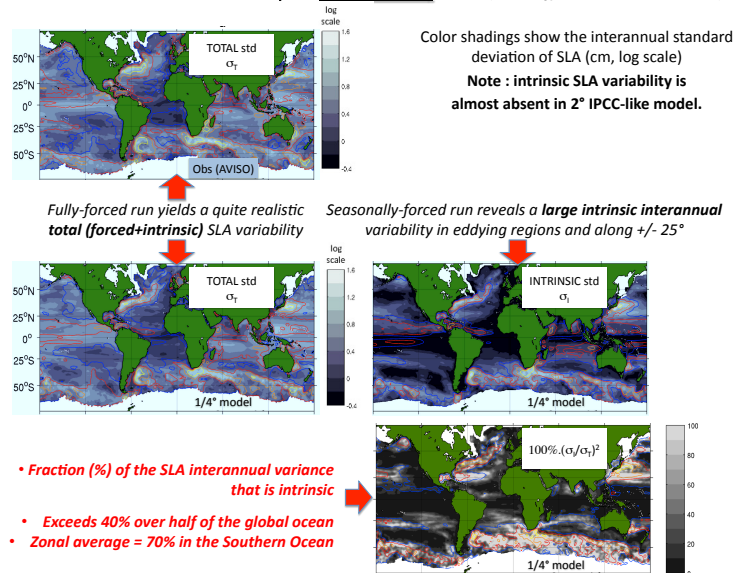 log
scale
TOTAL std
σT
1,6
1,2
0.8
0.4
0
-0.4
50°N
25°N
0°
25°S
50°S
Obs (AVISO)
Color shadings show the interannual standard
deviation of SLA (cm, log scale)
Note : intrinsic SLA variability is
almost absent in 2° IPCC-like model.
Fully-forced run yields a quite realistic
total (forced+intrinsic) SLA variability
Seasonally-forced run reveals a large intrinsic interannual
variability in eddying regions and along +/- 25°
log
scale
TOTAL std
σT
1.6
1.2
0.8
0.4
0
-0.4
50°N
25°N
0°
25°S
50°S
1/4° model
INTRINSIC std
σI
1/4° model
• Fraction (%) of the SLA interannual variance
that is intrinsic
• Exceeds 40% over half of the global ocean
• Zonal average = 70% in the Southern Ocean
100%.(σI/σT)²
100
80
60
40
20
1/4° model